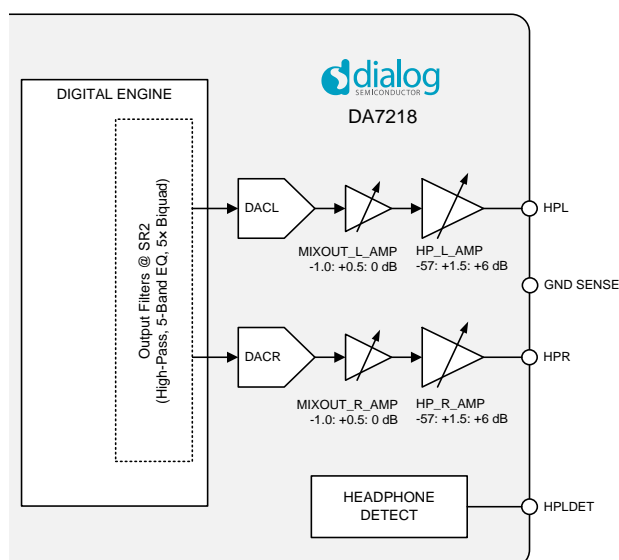 dialog
SEMICONDUCTOR
DA7218
DIGITAL ENGINE
Output Filters @ SR2
(High-Pass, 5-Band EQ, 5x Biquad)
DACL
MIXOUT_L_AMP
-1.0: +0.5: 0 dB
HP_L_AMP
-57: +1.5: +6 dB
HPL
GND SENSE
DACR
MIXOUT_R_AMP
-1.0: +0.5: 0 dB
HP_R_AMP
-57: +1.5: +6 dB
HPR
HEADPHONE
DETECT
HPLDET